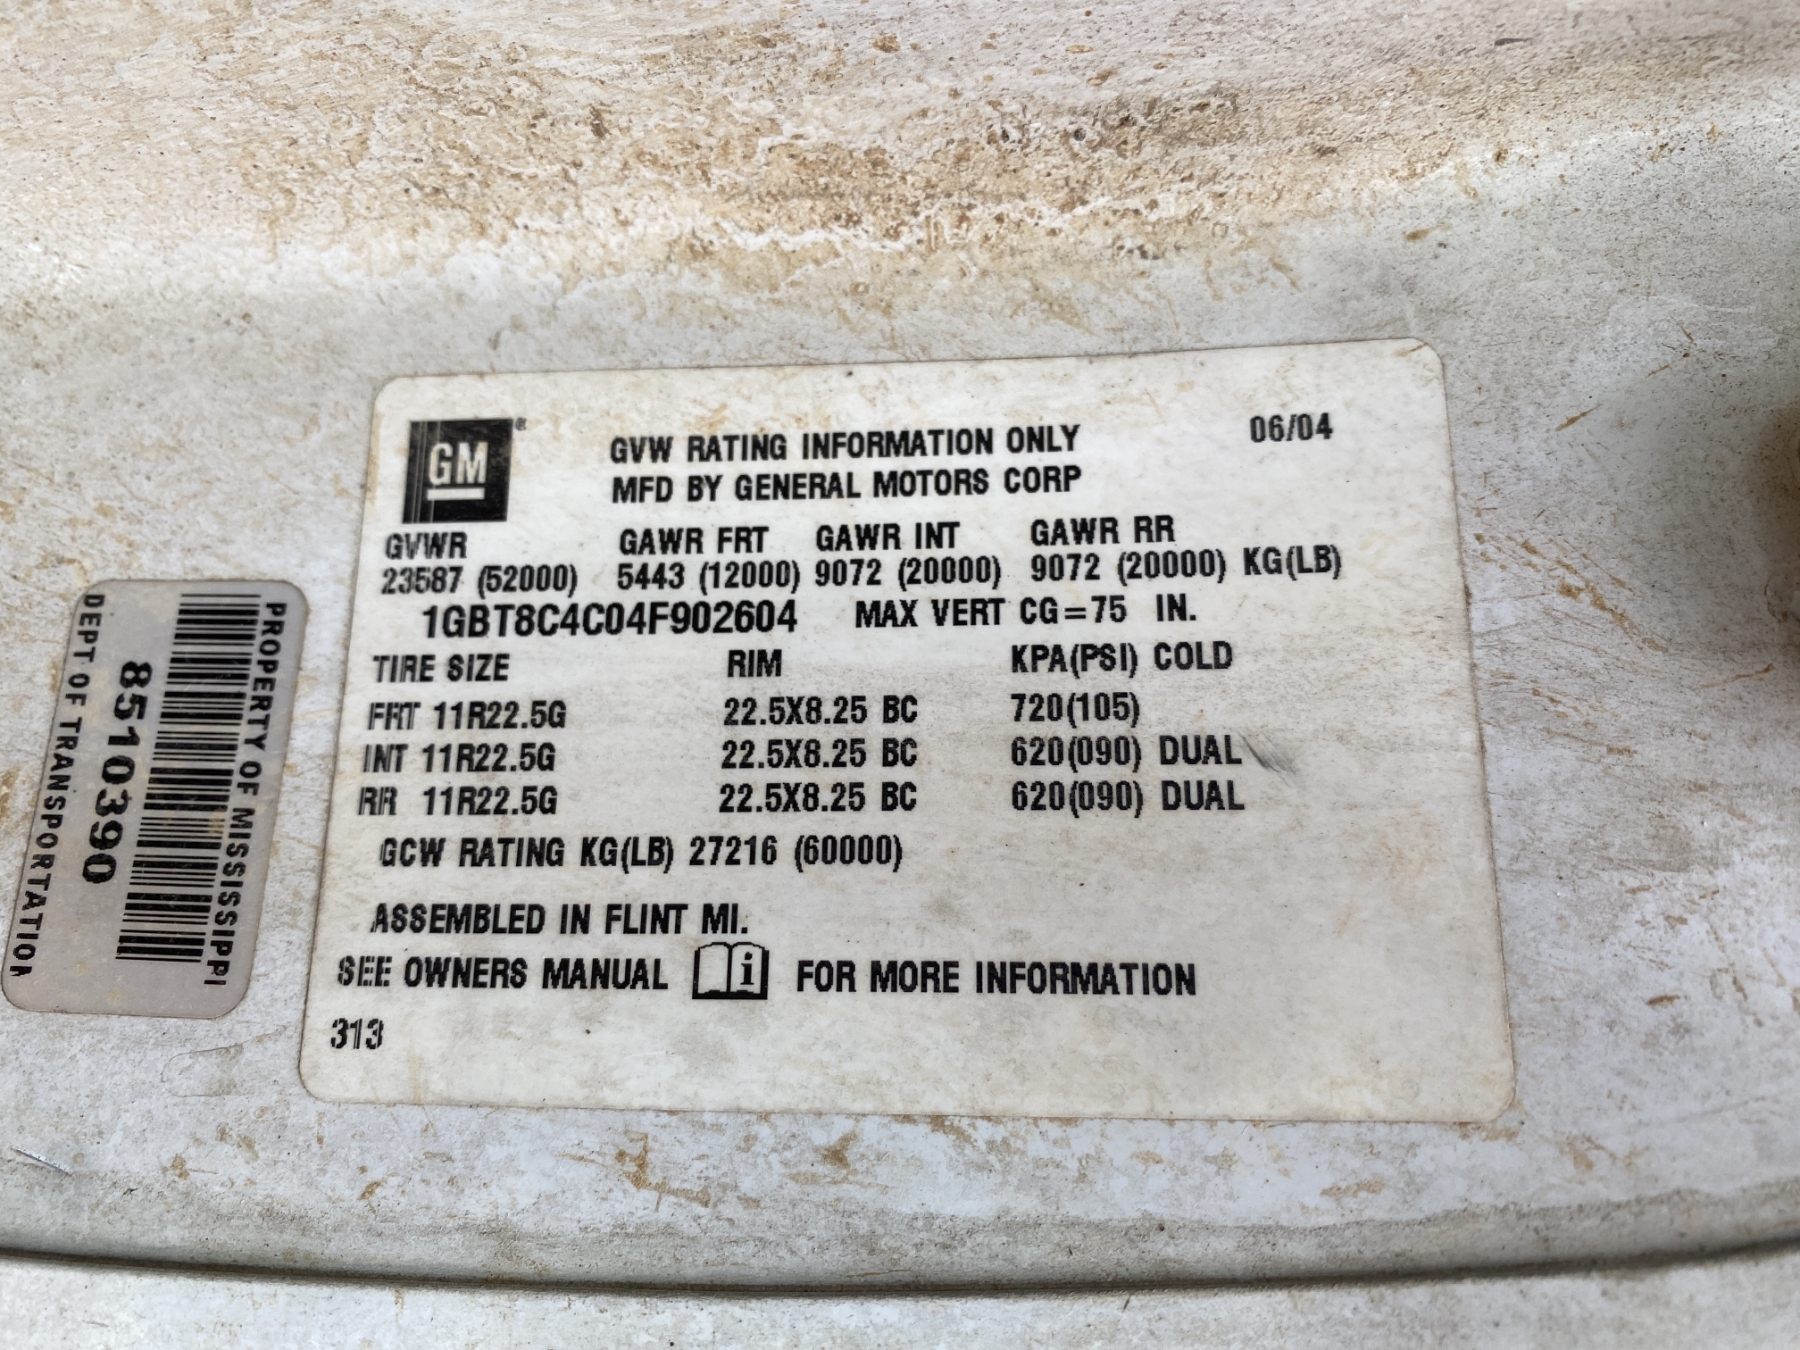 GM®
GVW RATING INFORMATION ONLY 06/04
MFD BY GENERAL MOTORS CORP
GVWR GAWR FRT GAWR INT GAWR RR
23587 (52000) 5443 (12000) 9072 (20000) 9072 (20000) KG(LB)
1GBT8C4C04F902604 MAX VERT CG=75 IN.
TIRE SIZE RIM KPA(PSI) COLD
FRT 11R22.5G 22.5X8.25 BC 720(105)
INT 11R22.5G 22.5X8.25 BC 620(090) DUAL
RR 11R22.5G 22.5X8.25 BC 620(090) DUAL
GCW RATING KG(LB) 27216 (60000)
ASSEMBLED IN FLINT MI.
SEE OWNERS MANUAL i FOR MORE INFORMATION
313
PROPERTY OF MISSISSIPPI
8510390
DEPT OF TRANSPORTATION